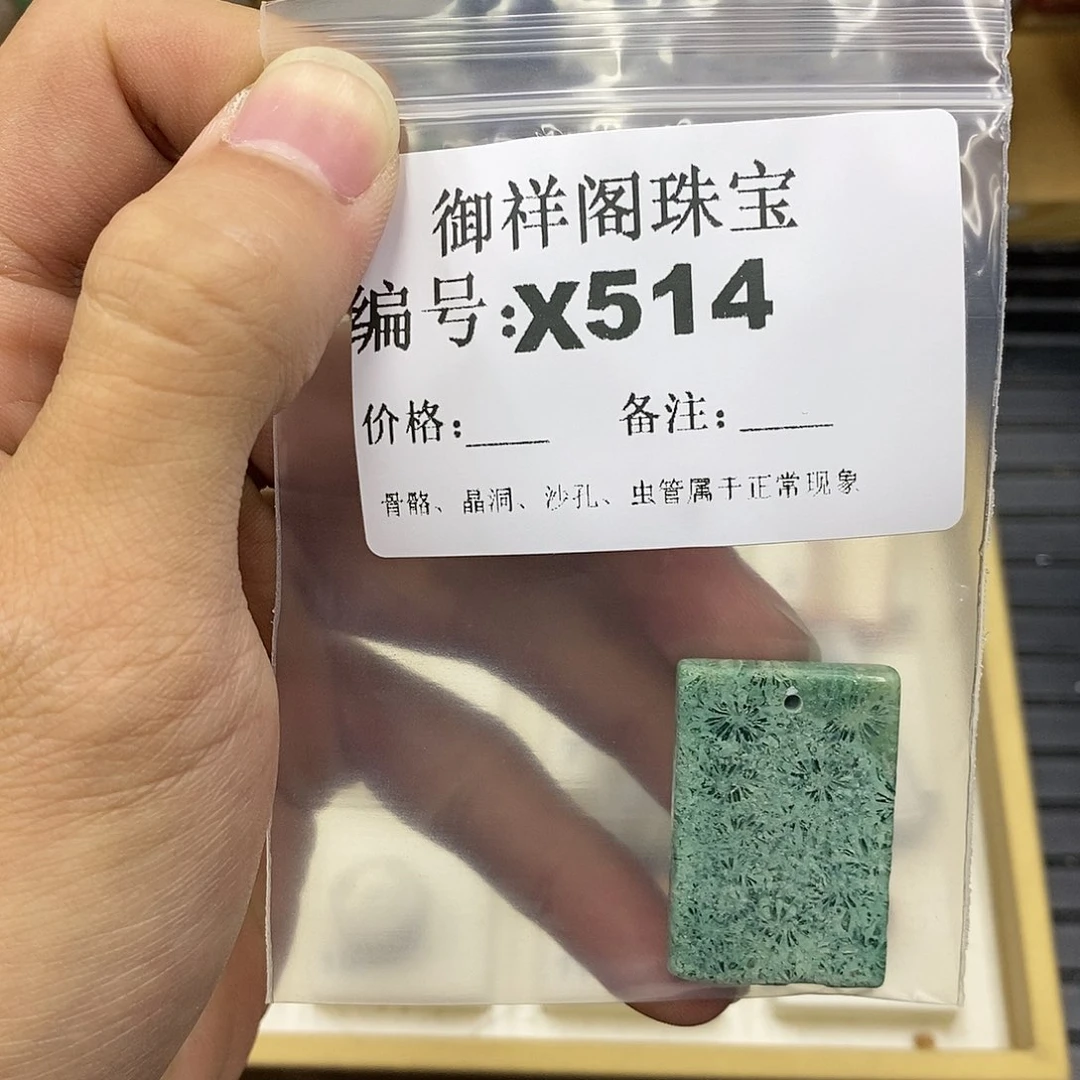 御祥阁珠宝
编号:X514
价格:____ 备注:____
骨骼、晶洞、沙孔、虫管属于正常现象